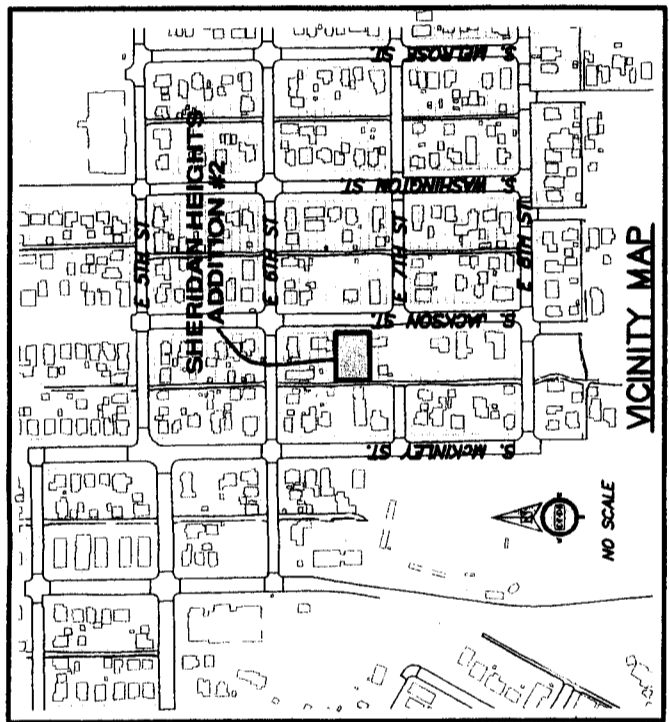 S. MELROSE ST.
S. WASHINGTON ST.
E 5TH ST
SHERIDAN HEIGHTS
ADDITION #2
E 6TH ST
E 7TH ST
E 8TH ST
S. JACKSON ST.
S. McKINLEY ST.
NO SCALE
VICINITY MAP